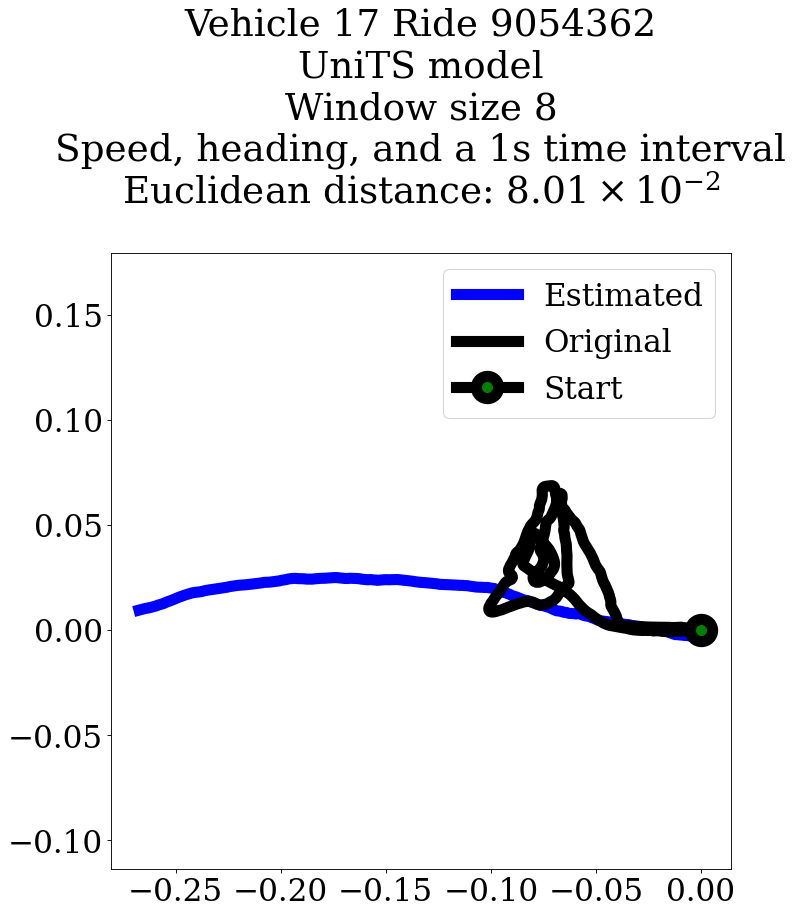 Vehicle 17 Ride 9054362
UniTS model
Window size 8
Speed, heading, and a 1s time interval
Euclidean distance: 8.01 × 10⁻²
Estimated
Original
Start
0.15
0.10
0.05
0.00
−0.05
−0.10
−0.25 −0.20 −0.15 −0.10 −0.05 0.00